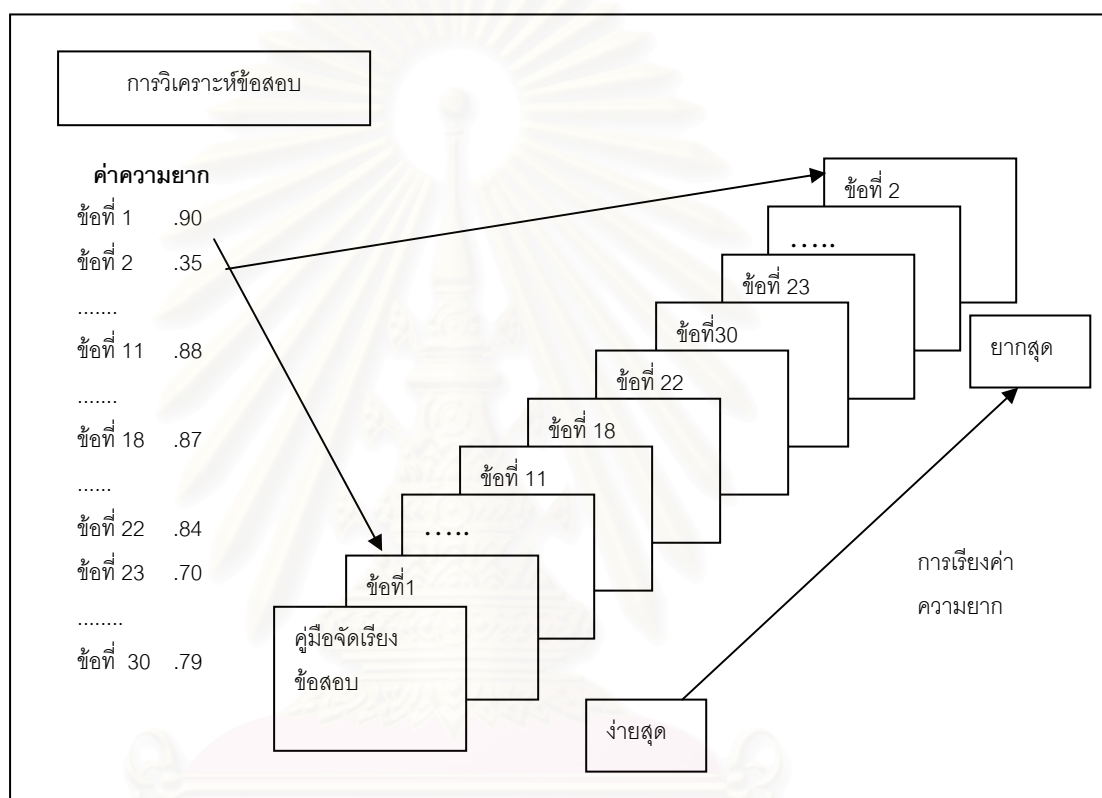 การวิเคราะห์ข้อสอบ
ค่าความยาก
ข้อที่ 1 .90
ข้อที่ 2 .35
.......
ข้อที่ 11 .88
.......
ข้อที่ 18 .87
......
ข้อที่ 22 .84
ข้อที่ 23 .70
........
ข้อที่ 30 .79
ข้อที่ 2
…..
ข้อที่ 23
ข้อที่30
ข้อที่ 22
ข้อที่ 18
ข้อที่ 11
…..
ข้อที่1
คู่มือจัดเรียง
ข้อสอบ
ยากสุด
การเรียงค่า
ความยาก
ง่ายสุด